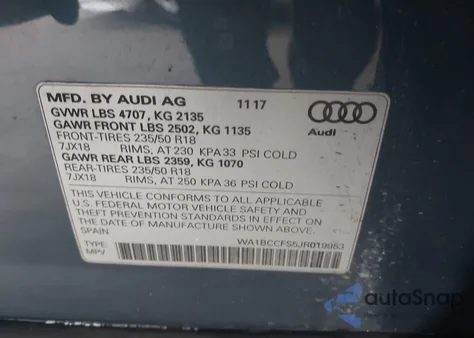 MFD. BY AUDI AG 11 17
GVWR LBS 4707, KG 2135
GAWR FRONT LBS 2502, KG 1135
FRONT-TIRES 235/50 R18
7JX18 RIMS, AT 230 KPA 33 PSI COLD
GAWR REAR LBS 2359, KG 1070
REAR-TIRES 235/50 R18
7JX18 RIMS, AT 250 KPA 36 PSI COLD
Audi
THIS VEHICLE CONFORMS TO ALL APPLICABLE
U.S. FEDERAL MOTOR VEHICLE SAFETY AND
THEFT PREVENTION STANDARDS IN EFFECT ON
THE DATE OF MANUFACTURE SHOWN ABOVE.
SPAIN
TYPE: WA1BCCFS5JR019953
MPV
autoSnap